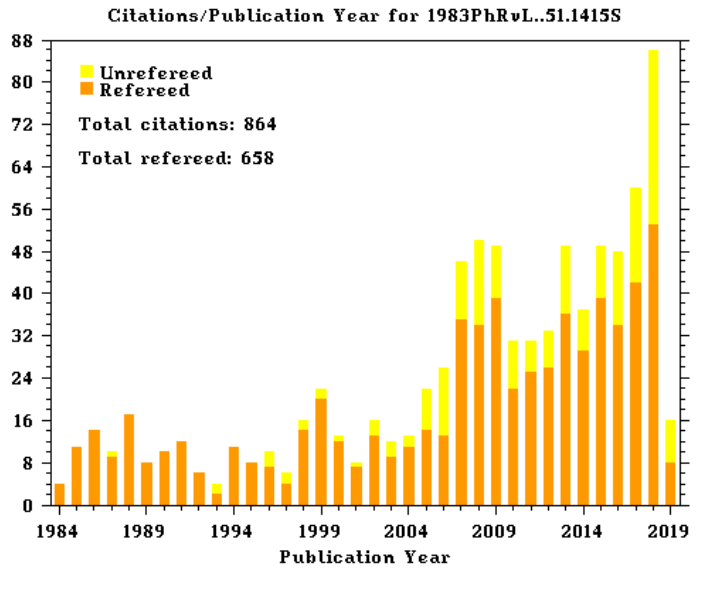 Citations/Publication Year for 1983PhRvL..51.1415S
88
80
72
64
56
48
40
32
24
16
8
0
Unrefereed
Refereed
Total citations: 864
Total refereed: 658
1984 1989 1994 1999 2004 2009 2014 2019
Publication Year